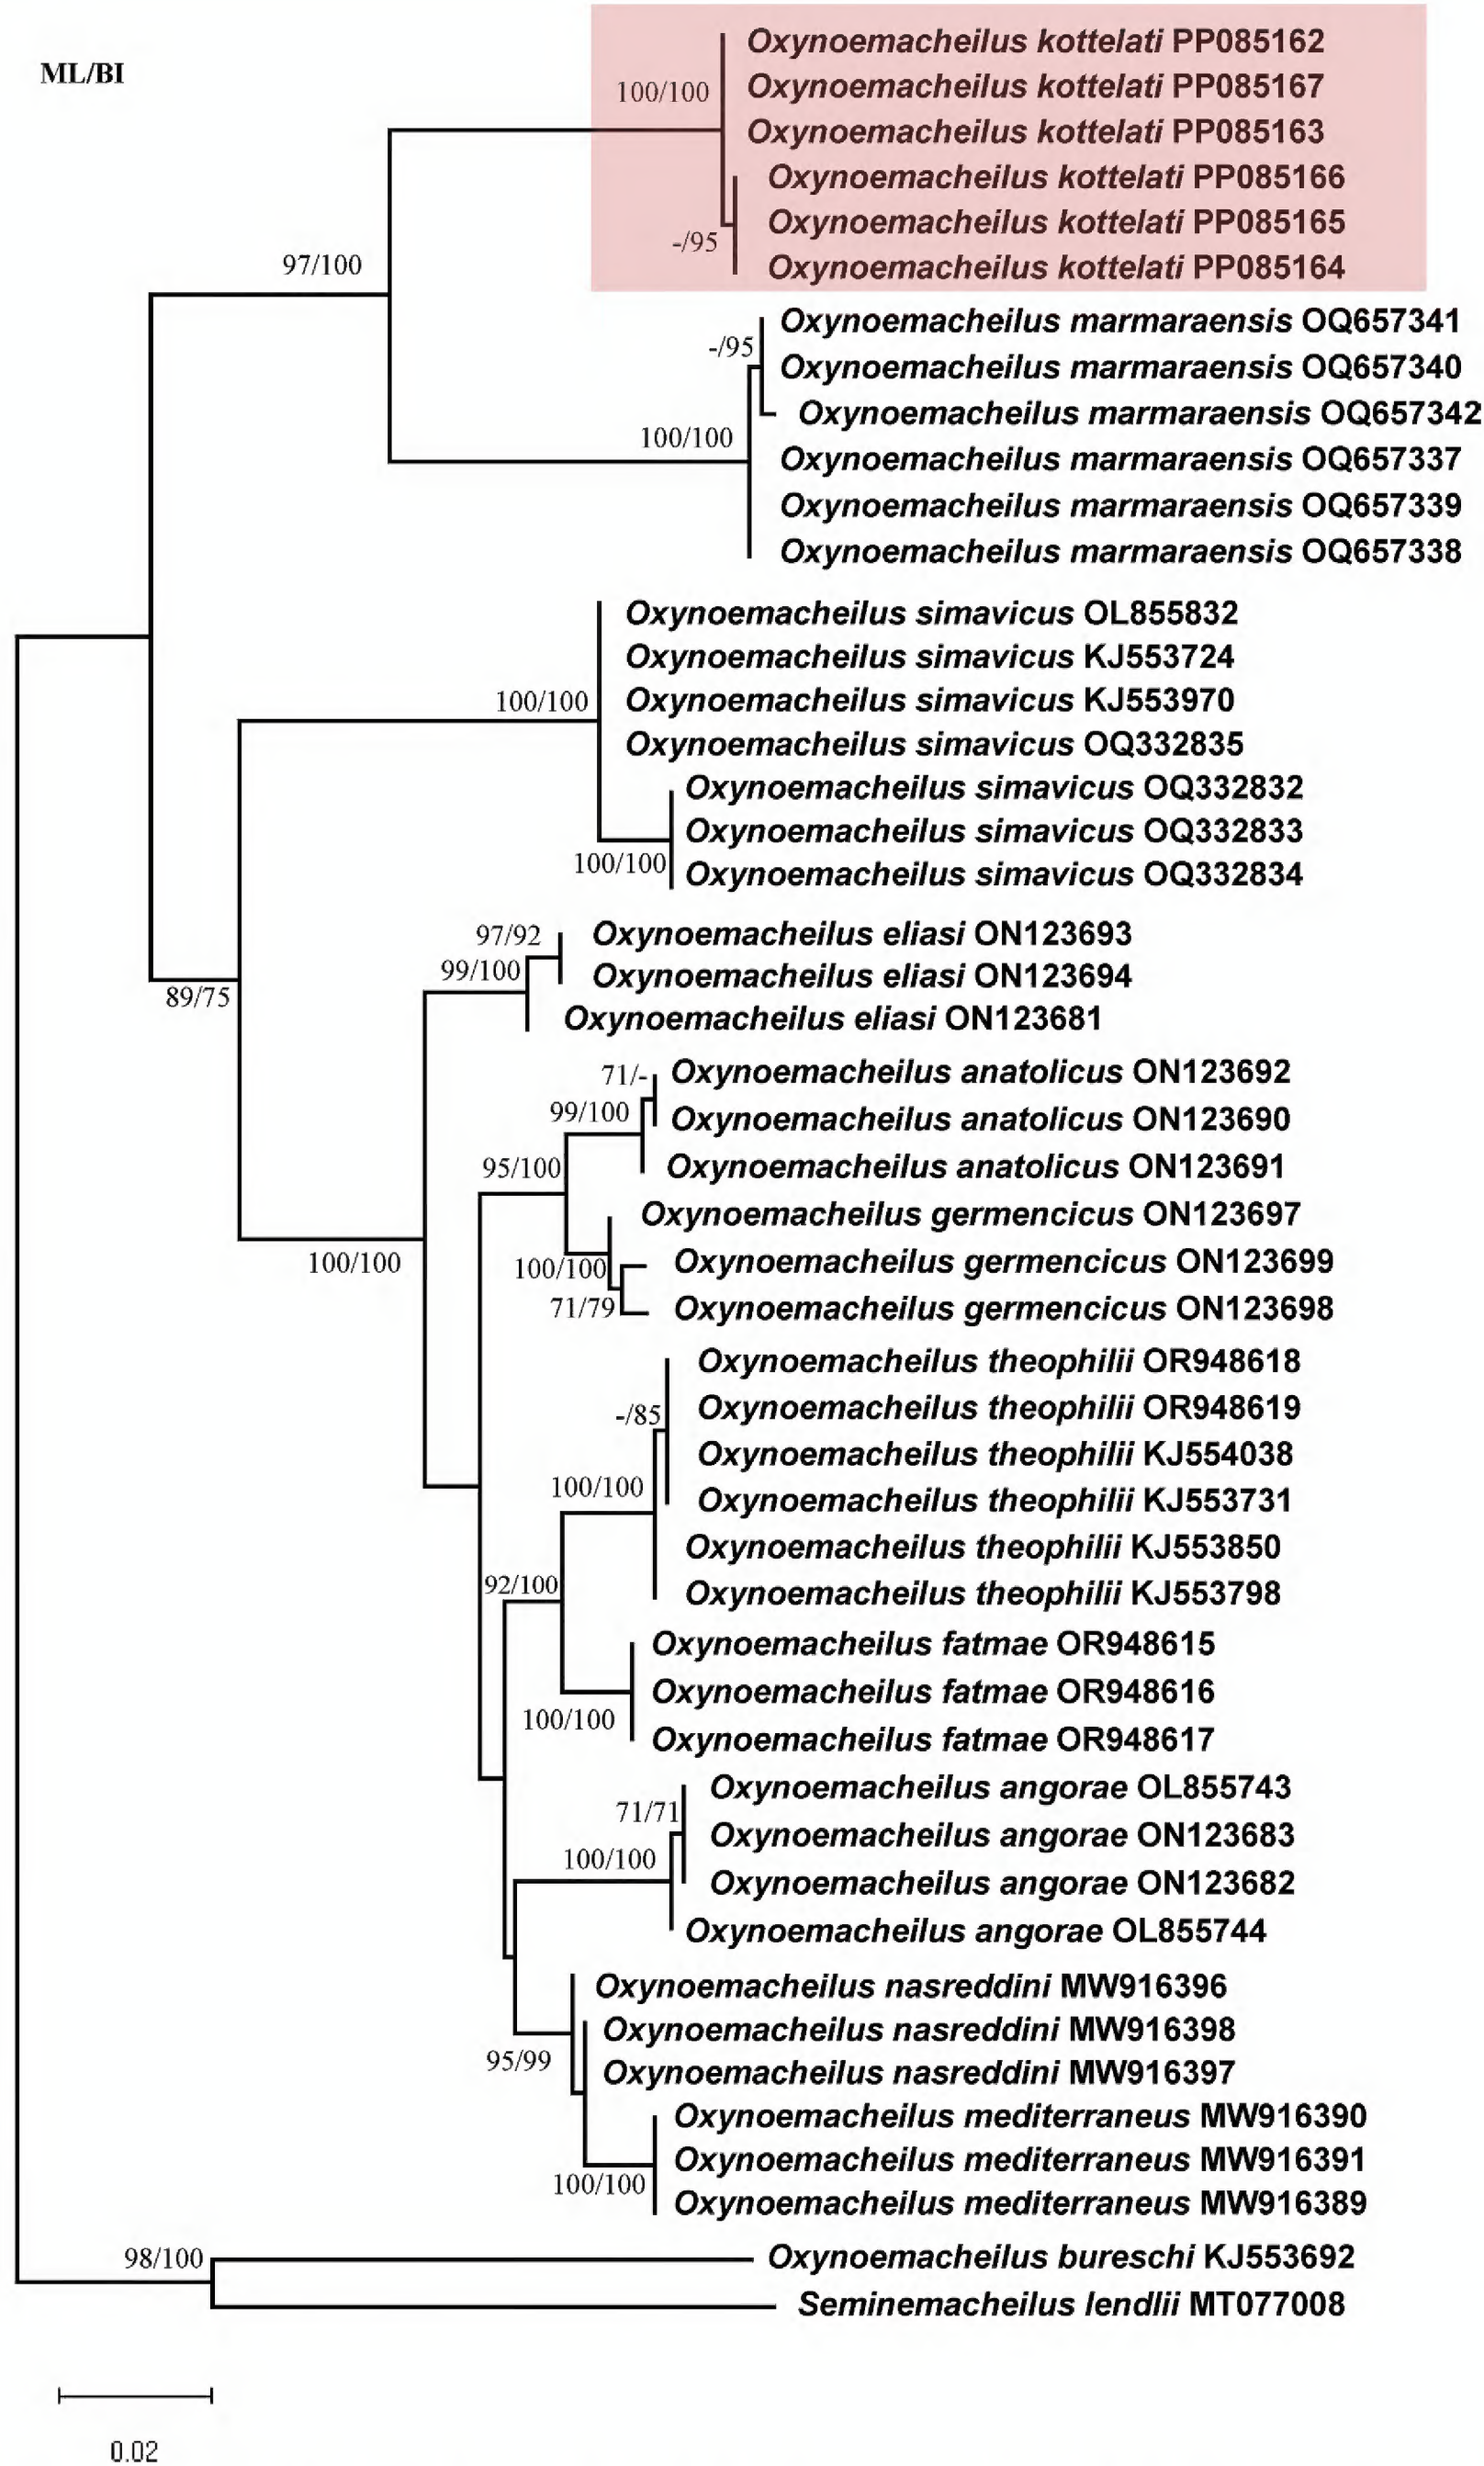 ML/BI
Oxynoemacheilus kottelati PP085162
100/100
Oxynoemacheilus kottelati PP085167
Oxynoemacheilus kottelati PP085163
Oxynoemacheilus kottelati PP085166
Oxynoemacheilus kottelati PP085165
-/95
Oxynoemacheilus kottelati PP085164
97/100
Oxynoemacheilus marmaraensis OQ657341
-/95
Oxynoemacheilus marmaraensis OQ657340
Oxynoemacheilus marmaraensis OQ657342
100/100
Oxynoemacheilus marmaraensis OQ657337
Oxynoemacheilus marmaraensis OQ657339
Oxynoemacheilus marmaraensis OQ657338
Oxynoemacheilus simavicus OL855832
Oxynoemacheilus simavicus KJ553724
100/100
Oxynoemacheilus simavicus KJ553970
Oxynoemacheilus simavicus OQ332835
Oxynoemacheilus simavicus OQ332832
Oxynoemacheilus simavicus OQ332833
100/100
Oxynoemacheilus simavicus OQ332834
97/92
Oxynoemacheilus eliasi ON123693
99/100
Oxynoemacheilus eliasi ON123694
89/75
Oxynoemacheilus eliasi ON123681
71/-
Oxynoemacheilus anatolicus ON123692
99/100
Oxynoemacheilus anatolicus ON123690
95/100
Oxynoemacheilus anatolicus ON123691
Oxynoemacheilus germencicus ON123697
100/100
100/100
Oxynoemacheilus germencicus ON123699
71/79
Oxynoemacheilus germencicus ON123698
Oxynoemacheilus theophilii OR948618
-/85
Oxynoemacheilus theophilii OR948619
Oxynoemacheilus theophilii KJ554038
100/100
Oxynoemacheilus theophilii KJ553731
Oxynoemacheilus theophilii KJ553850
92/100
Oxynoemacheilus theophilii KJ553798
Oxynoemacheilus fatmae OR948615
Oxynoemacheilus fatmae OR948616
100/100
Oxynoemacheilus fatmae OR948617
Oxynoemacheilus angorae OL855743
71/71
Oxynoemacheilus angorae ON123683
100/100
Oxynoemacheilus angorae ON123682
Oxynoemacheilus angorae OL855744
Oxynoemacheilus nasreddini MW916396
Oxynoemacheilus nasreddini MW916398
95/99
Oxynoemacheilus nasreddini MW916397
Oxynoemacheilus mediterraneus MW916390
Oxynoemacheilus mediterraneus MW916391
100/100
Oxynoemacheilus mediterraneus MW916389
98/100
Oxynoemacheilus bureschi KJ553692
Seminemacheilus lendlii MT077008
0.02